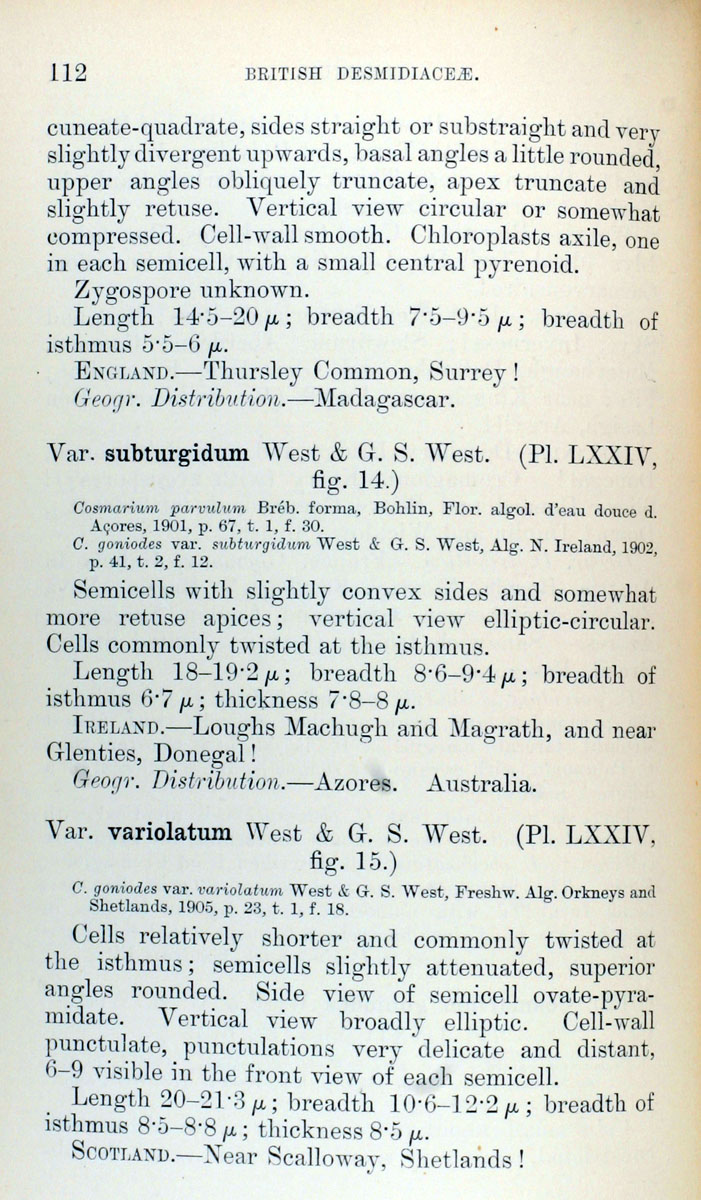 112 BRITISH DESMIDIACEÆ.
cuneate-quadrate, sides straight or substraight and very
slightly divergent upwards, basal angles a little rounded,
upper angles obliquely truncate, apex truncate and
slightly retuse. Vertical view circular or somewhat
compressed. Cell-wall smooth. Chloroplasts axile, one
in each semicell, with a small central pyrenoid.
Zygospore unknown.
Length 14·5–20 µ; breadth 7·5–9·5 µ; breadth of
isthmus 5·5–6 µ.
ENGLAND.—Thursley Common, Surrey!
Geogr. Distribution.—Madagascar.
Var. subturgidum West & G. S. West. (Pl. LXXIV,
fig. 14.)
Cosmarium parvulum Bréb. forma, Bohlin, Flor. algol. d'eau douce d.
Açores, 1901, p. 67, t. 1, f. 30.
C. goniodes var. subturgidum West & G. S. West, Alg. N. Ireland, 1902,
p. 41, t. 2, f. 12.
Semicells with slightly convex sides and somewhat
more retuse apices; vertical view elliptic-circular.
Cells commonly twisted at the isthmus.
Length 18–19·2 µ; breadth 8·6–9·4 µ; breadth of
isthmus 6·7 µ; thickness 7·8–8 µ.
IRELAND.—Loughs Machugh and Magrath, and near
Glenties, Donegal!
Geogr. Distribution.—Azores. Australia.
Var. variolatum West & G. S. West. (Pl. LXXIV,
fig. 15.)
C. goniodes var. variolatum West & G. S. West, Freshw. Alg. Orkneys and
Shetlands, 1905, p. 23, t. 1, f. 18.
Cells relatively shorter and commonly twisted at
the isthmus; semicells slightly attenuated, superior
angles rounded. Side view of semicell ovate-pyra-
midate. Vertical view broadly elliptic. Cell-wall
punctulate, punctulations very delicate and distant,
6–9 visible in the front view of each semicell.
Length 20–21·3 µ; breadth 10·6–12·2 µ; breadth of
isthmus 8·5–8·8 µ; thickness 8·5 µ.
SCOTLAND.—Near Scalloway, Shetlands!